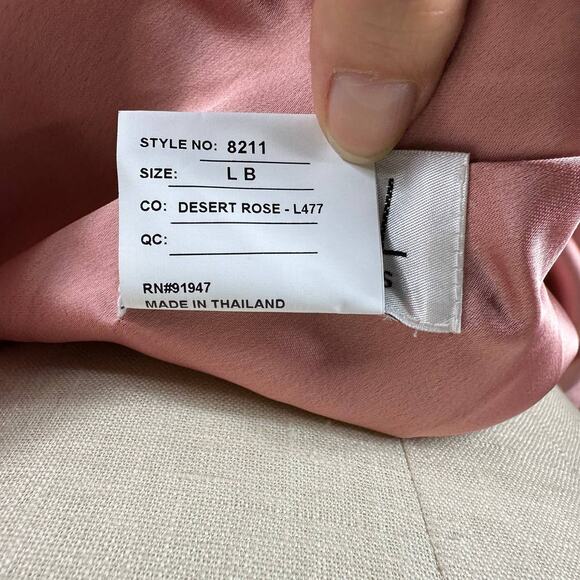 STYLE NO: 8211
SIZE: L B
CO: DESERT ROSE - L477
QC:
RN#91947
MADE IN THAILAND
S